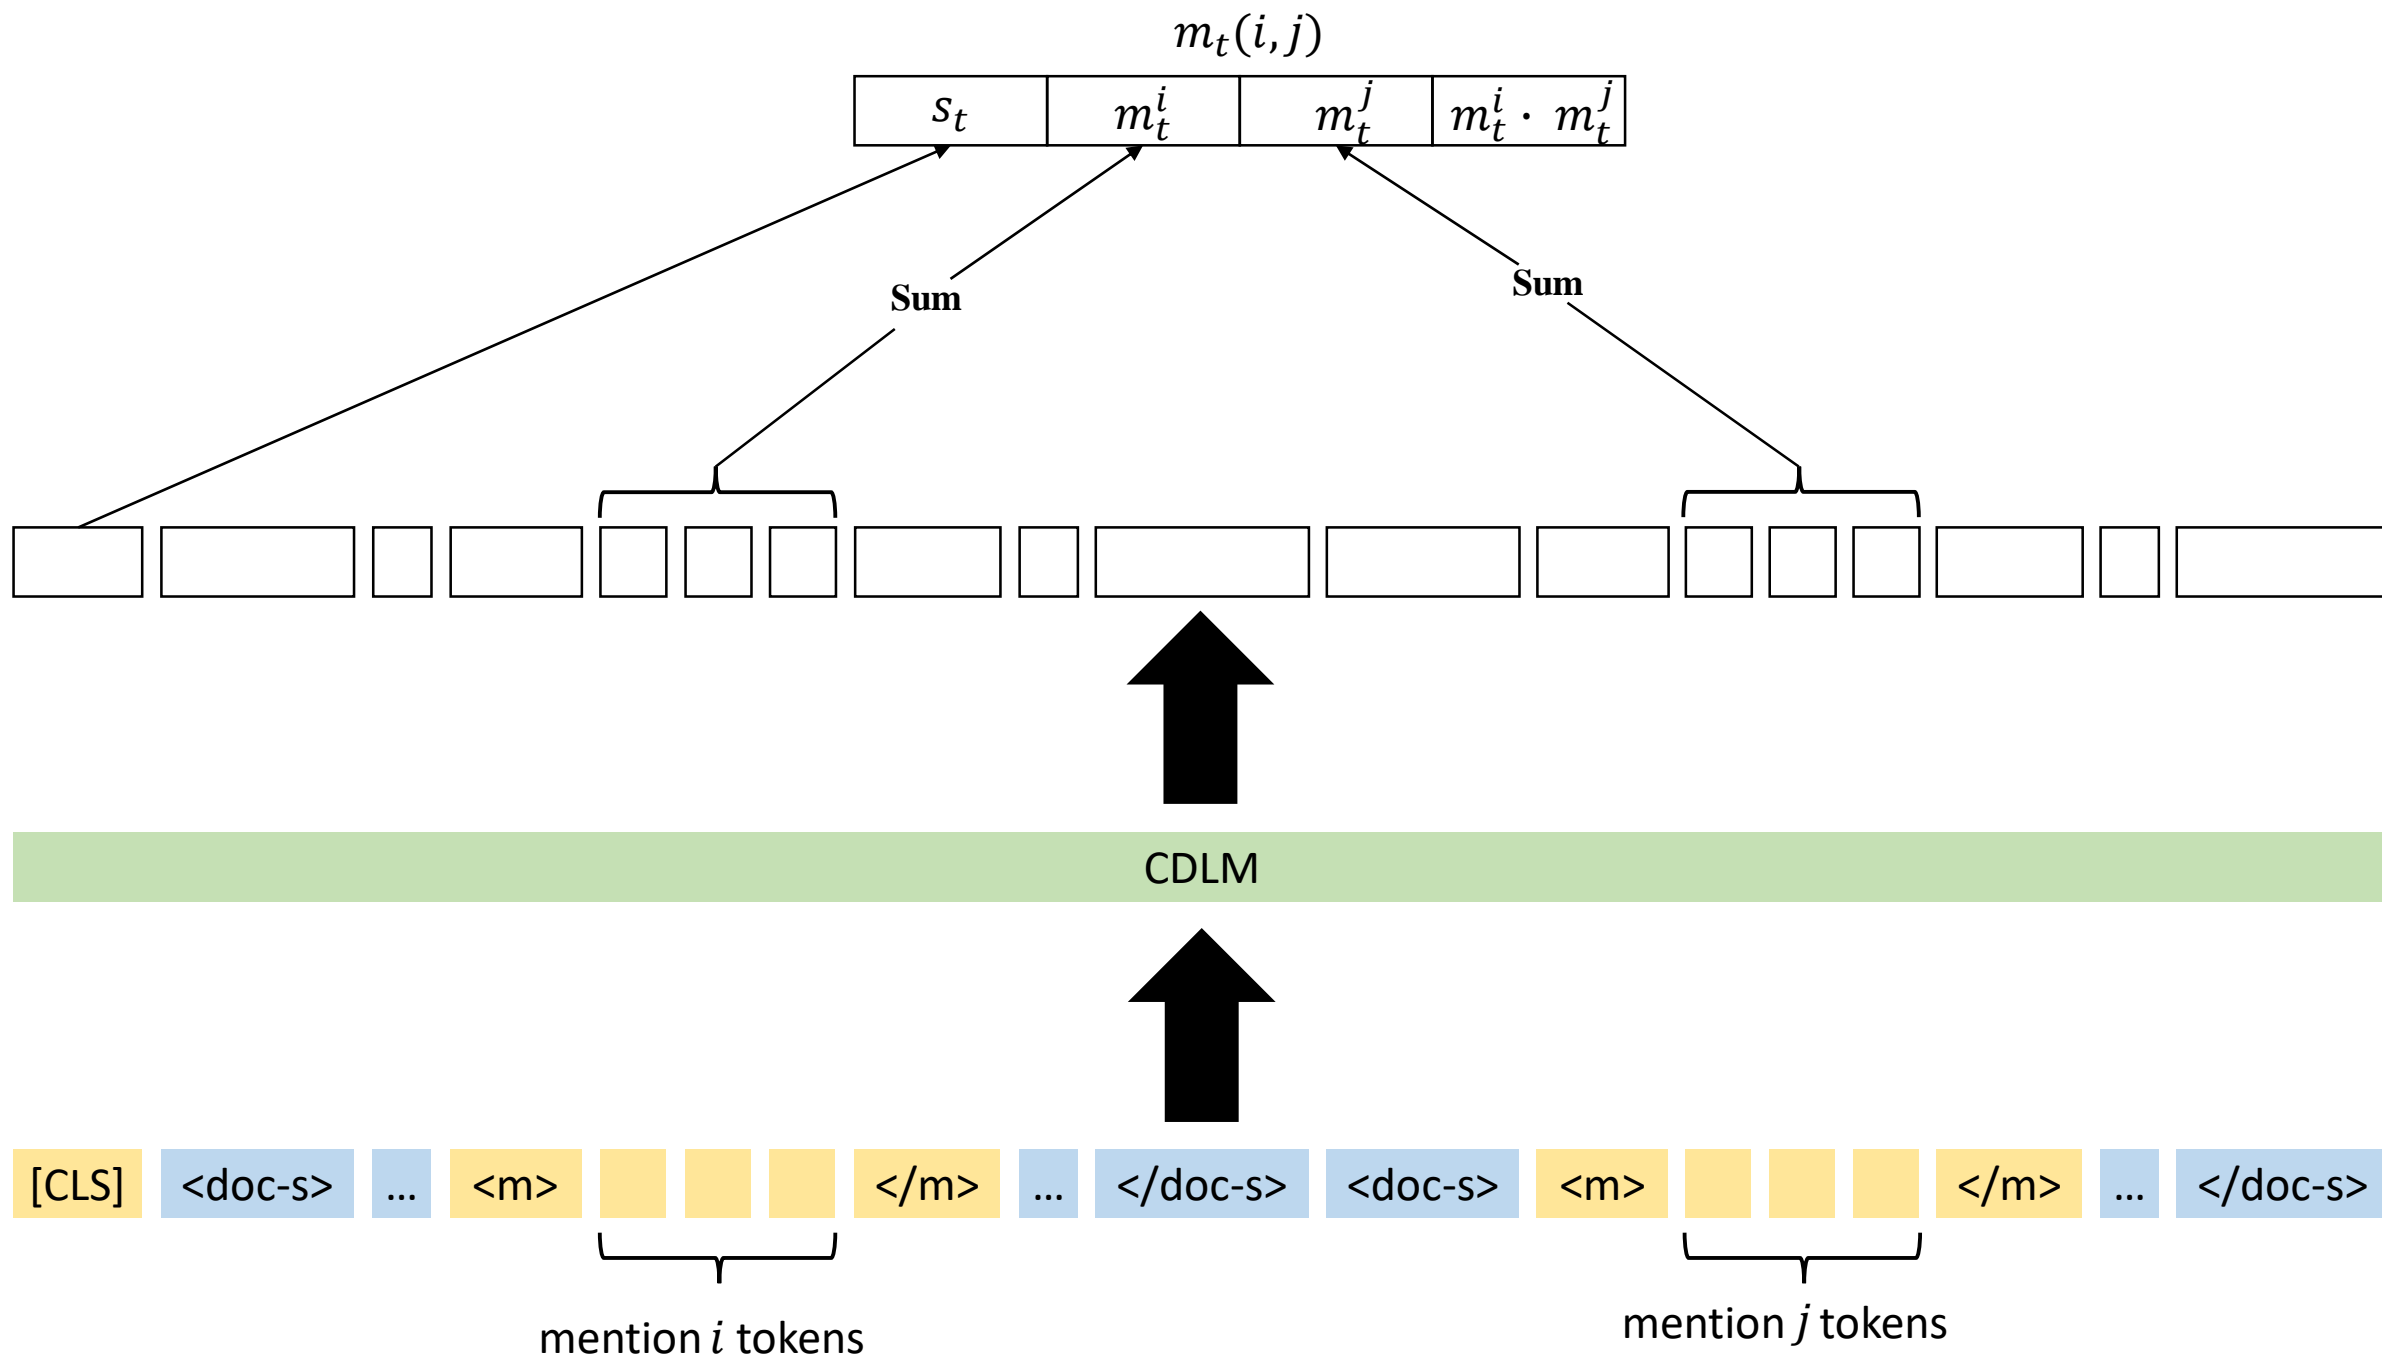 m_t(i, j)
s_t m_t^i m_t^j m_t^i · m_t^j
Sum Sum
CDLM
[CLS] <doc-s> ... <m> </m> ... </doc-s> <doc-s> <m> </m> ... </doc-s>
mention i tokens mention j tokens